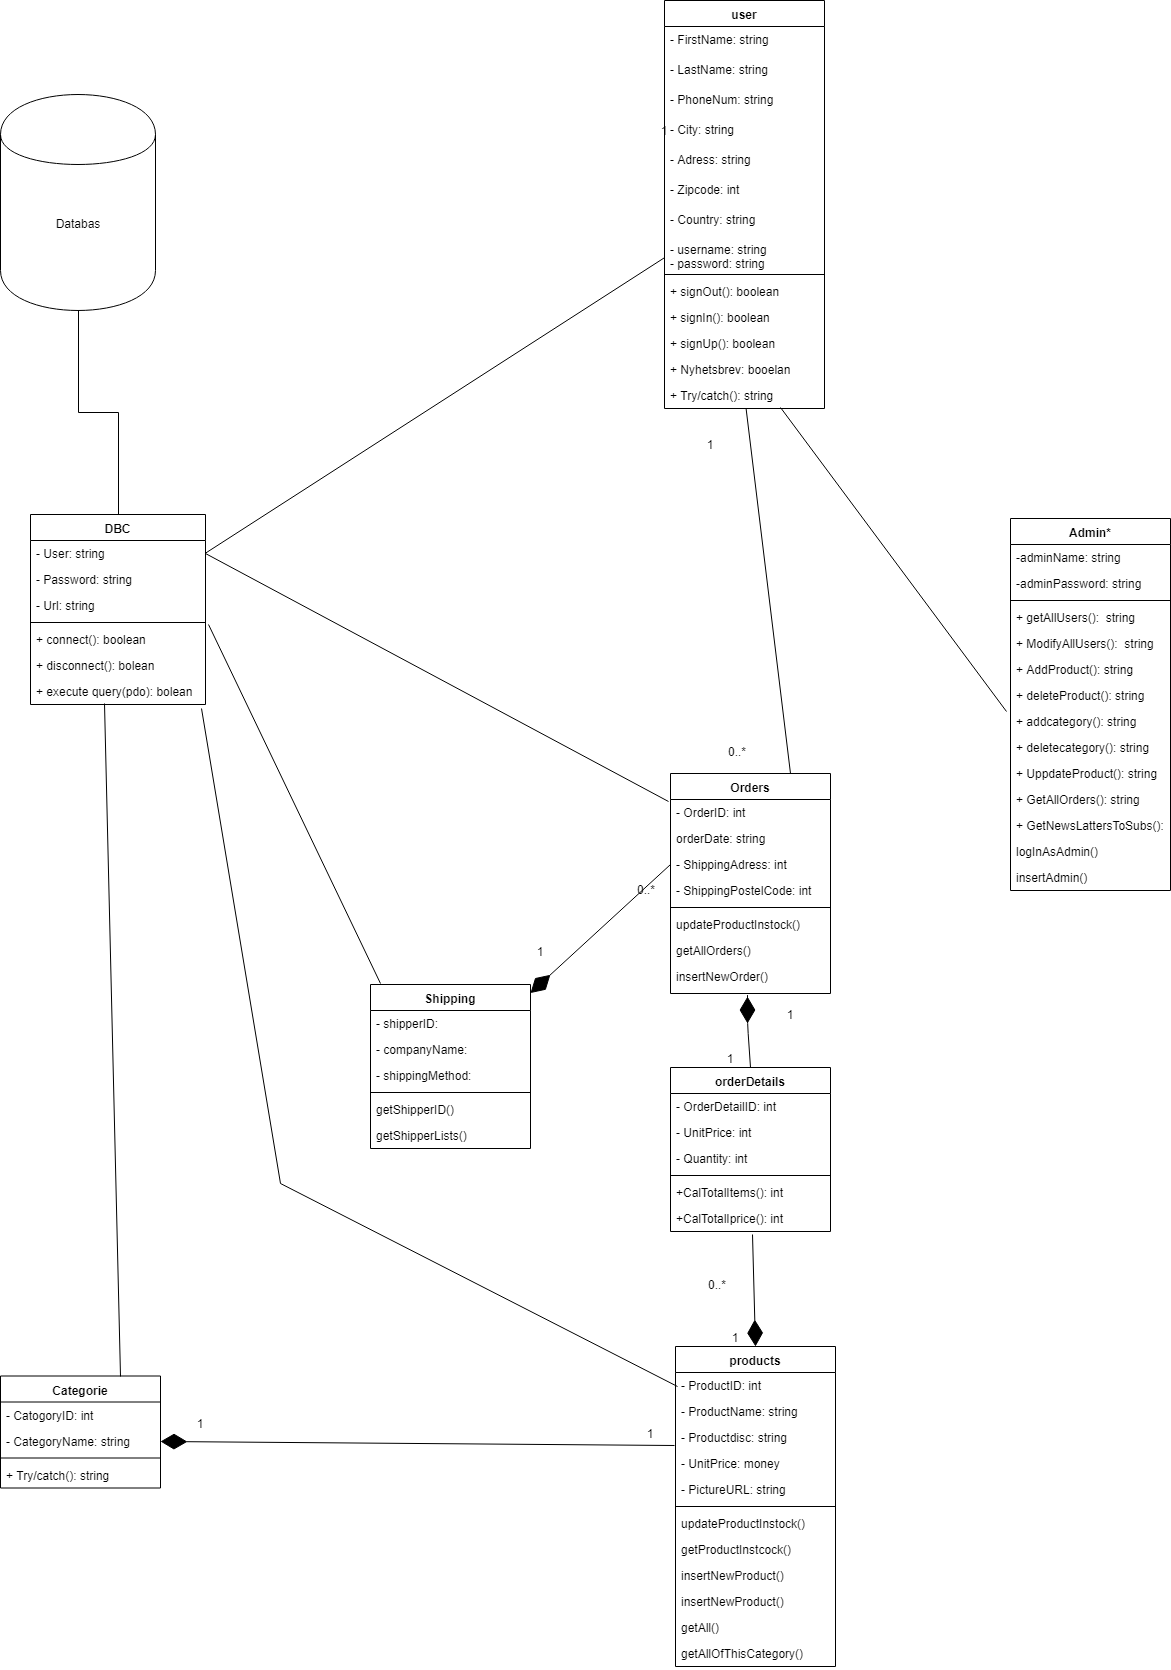 user
- FirstName: string
- LastName: string
- PhoneNum: string
1
- City: string
- Adress: string
- Zipcode: int
- Country: string
- username: string
- password: string
+ signOut(): boolean
+ signIn(): boolean
+ signUp(): boolean
+ Nyhetsbrev: booelan
+ Try/catch(): string
Databas
1
DBC
- User: string
- Password: string
- Url: string
+ connect(): boolean
+ disconnect(): bolean
+ execute query(pdo): bolean
Admin*
-adminName: string
-adminPassword: string
+ getAllUsers():  string
+ ModifyAllUsers():  string
+ AddProduct(): string
+ deleteProduct(): string
+ addcategory(): string
+ deletecategory(): string
+ UppdateProduct(): string
+ GetAllOrders(): string
+ GetNewsLattersToSubs():
logInAsAdmin()
insertAdmin()
0..*
Orders
- OrderID: int
orderDate: string
- ShippingAdress: int
- ShippingPostelCode: int
updateProductInstock()
getAllOrders()
insertNewOrder()
0..*
1
Shipping
- shipperID:
- companyName:
- shippingMethod:
getShipperID()
getShipperLists()
1
1
orderDetails
- OrderDetailID: int
- UnitPrice: int
- Quantity: int
+CalTotalItems(): int
+CalTotalIprice(): int
0..*
1
products
- ProductID: int
- ProductName: string
- Productdisc: string
- UnitPrice: money
- PictureURL: string
updateProductInstock()
getProductInstcock()
insertNewProduct()
insertNewProduct()
getAll()
getAllOfThisCategory()
Categorie
- CatogoryID: int
- CategoryName: string
+ Try/catch(): string
1
1